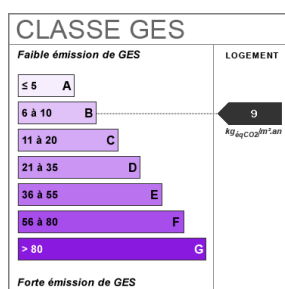 CLASSE GES
Faible émission de GES
LOGEMENT
≤ 5 A
6 à 10 B
9
kgéqCO2/m².an
11 à 20 C
21 à 35 D
36 à 55 E
56 à 80 F
> 80 G
Forte émission de GES